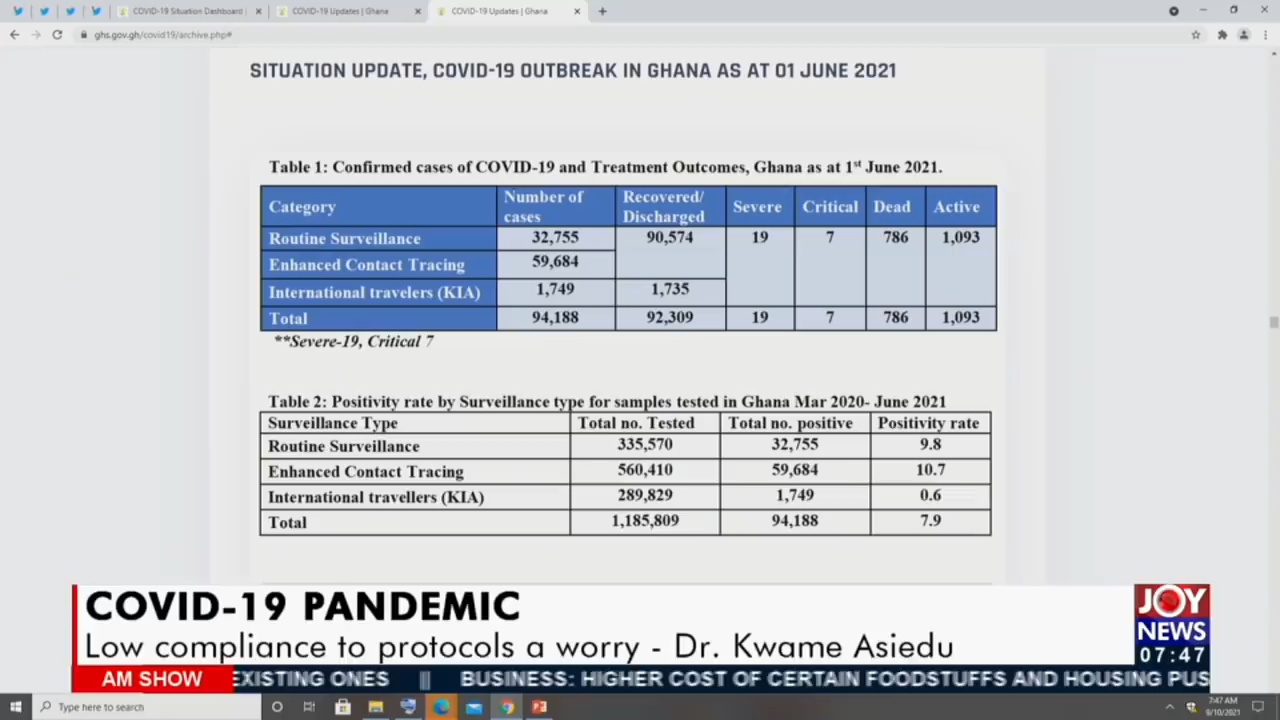 COVID-19 Situation Dashboard |
COVID-19 Updates | Ghana
COVID-19 Updates | Ghana
ghs.gov.gh/covid19/archive.php#
SITUATION UPDATE, COVID-19 OUTBREAK IN GHANA AS AT 01 JUNE 2021
Table 1: Confirmed cases of COVID-19 and Treatment Outcomes, Ghana as at 1st June 2021.
Category Number of cases Recovered/ Discharged Severe Critical Dead Active
Routine Surveillance 32,755 90,574 19 7 786 1,093
Enhanced Contact Tracing 59,684
International travelers (KIA) 1,749 1,735
Total 94,188 92,309 19 7 786 1,093
**Severe-19, Critical 7
Table 2: Positivity rate by Surveillance type for samples tested in Ghana Mar 2020- June 2021
Surveillance Type Total no. Tested Total no. positive Positivity rate
Routine Surveillance 335,570 32,755 9.8
Enhanced Contact Tracing 560,410 59,684 10.7
International travellers (KIA) 289,829 1,749 0.6
Total 1,185,809 94,188 7.9
COVID-19 PANDEMIC
Low compliance to protocols a worry - Dr. Kwame Asiedu
JOY
NEWS
07:47
AM SHOW EXISTING ONES || BUSINESS: HIGHER COST OF CERTAIN FOODSTUFFS AND HOUSING PUS
Type here to search
7:47 AM
9/10/2021